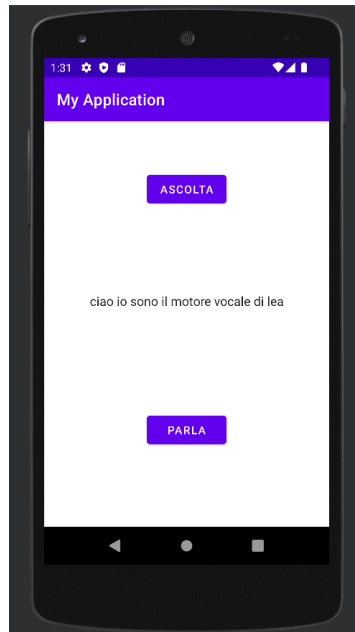 1:31
My Application
ASCOLTA
ciao io sono il motore vocale di lea
PARLA